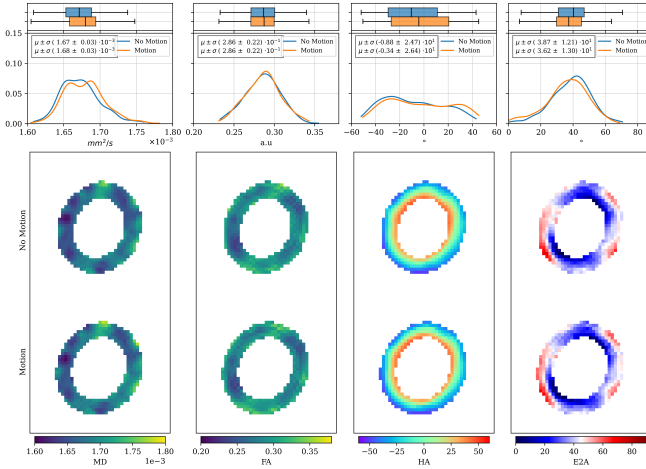 μ ± σ ( 1.67 ± 0.03) ·10⁻³ No Motion
μ ± σ ( 1.68 ± 0.03) ·10⁻³ Motion
μ ± σ (2.86 ± 0.22) ·10⁻¹ No Motion
μ ± σ (2.86 ± 0.22) ·10⁻¹ Motion
μ ± σ (-0.88 ± 2.47) ·10¹ No Motion
μ ± σ (-0.34 ± 2.64) ·10¹ Motion
μ ± σ ( 3.87 ± 1.21) ·10¹ No Motion
μ ± σ ( 3.62 ± 1.30) ·10¹ Motion
0.15
0.10
0.05
0.00
1.60 1.70 1.80
×10⁻³
mm²/s
0.20 0.25 0.30 0.35
a.u
−60 −40 −20 0 20 40 60
°
0 20 40 60 80
°
No Motion
Motion
1.60 1.65 1.70 1.75 1.80
1e−3
MD
0.20 0.25 0.30 0.35
FA
−50 −25 0 25 50
HA
0 20 40 60 80
E2A